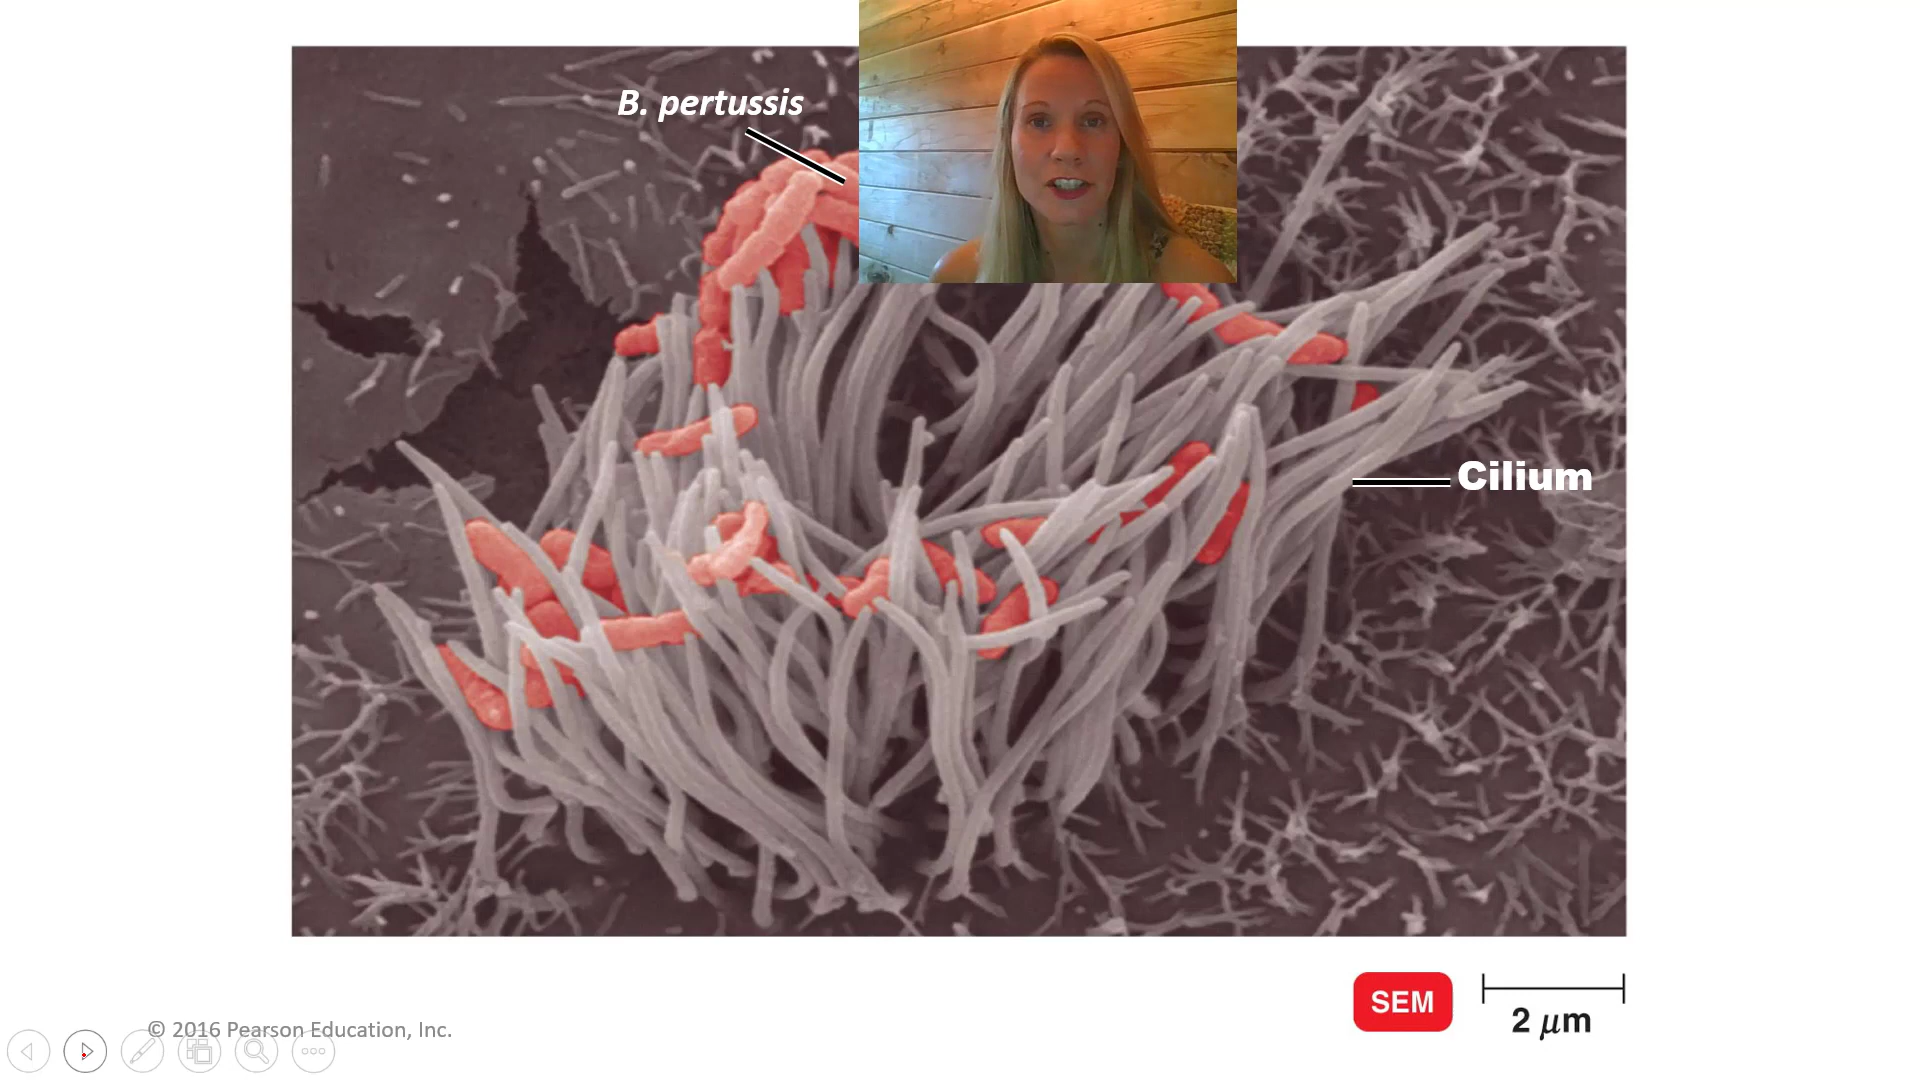 B. pertussis
Cilium
SEM
2 μm
© 2016 Pearson Education, Inc.